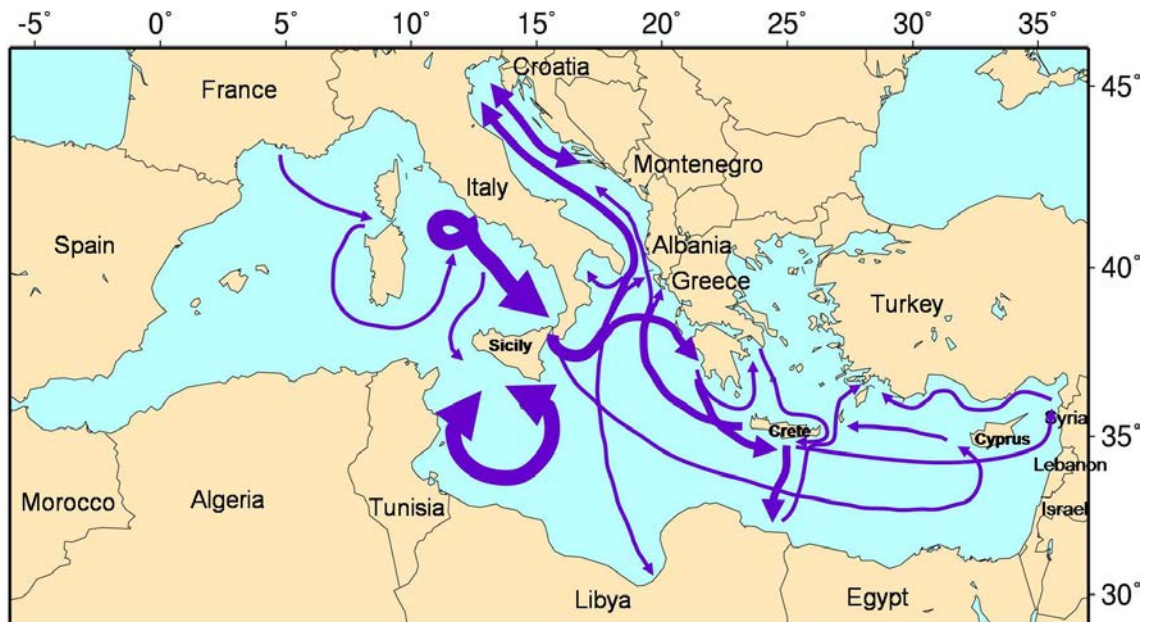 -5° 0° 5° 10° 15° 20° 25° 30° 35°
Croatia
45°
France
Montenegro
Italy
Spain
Albania
40°
Greece
Turkey
Sicily
Syria
Crete
35°
Cyprus
Lebanon
Morocco
Algeria
Tunisia
Israel
30°
Libya
Egypt